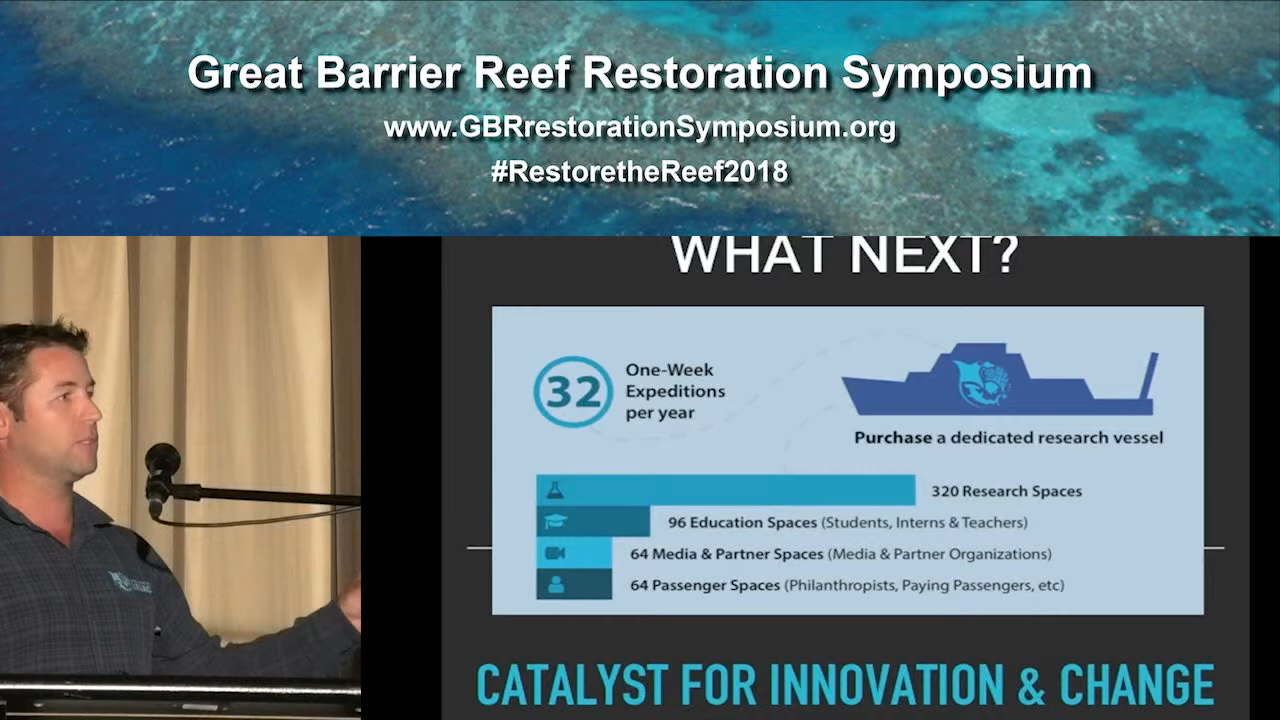 Great Barrier Reef Restoration Symposium
www.GBRrestorationSymposium.org
#RestoretheReef2018
WHAT NEXT?
32
One-Week
Expeditions
per year
Purchase a dedicated research vessel
320 Research Spaces
96 Education Spaces (Students, Interns & Teachers)
64 Media & Partner Spaces (Media & Partner Organizations)
64 Passenger Spaces (Philanthropists, Paying Passengers, etc)
CATALYST FOR INNOVATION & CHANGE